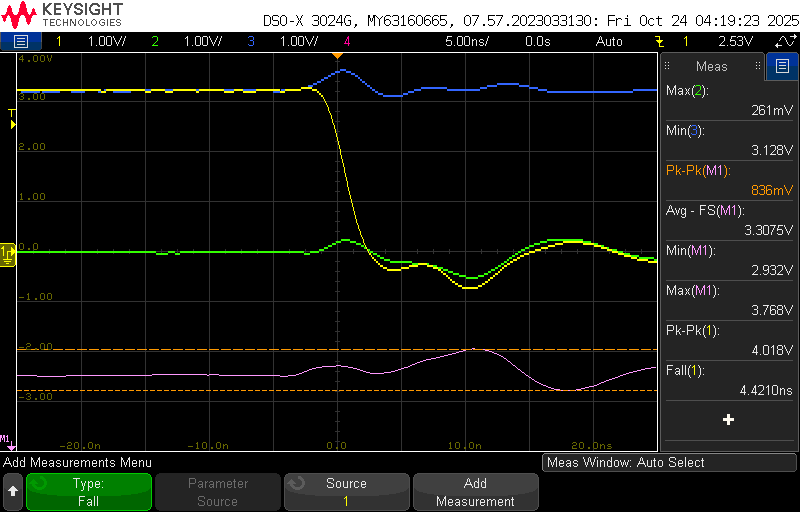 KEYSIGHT
TECHNOLOGIES
DSO-X 3024G, MY63160665, 07.57.2023033130: Fri Oct 24 04:19:23 2025
1 1.00V/ 2 1.00V/ 3 1.00V/ 4 5.00ns/ 0.0s Auto 1 2.53V
4.00V
3.00
2.00
1.00
0.0
-1.00
-2.00
-3.00
T
1
M1
-20.0n -10.0n 0.0 10.0n 20.0ns
Meas
Max(2):
261mV
Min(3):
3.128V
Pk-Pk(M1):
836mV
Avg - FS(M1):
3.3075V
Min(M1):
2.932V
Max(M1):
3.768V
Pk-Pk(1):
4.018V
Fall(1):
4.4210ns
Add Measurements Menu
Meas Window: Auto Select
Type:
Fall
Parameter
Source
Source
1
Add
Measurement